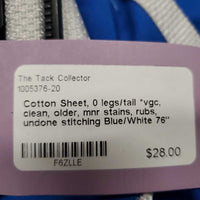 The Tack Collector
1005376-20
Cotton Sheet, 0 legs/tail *vgc,
clean, older, mnr stains, rubs,
undone stitching Blue/White 76"
F6ZLLE
$28.00